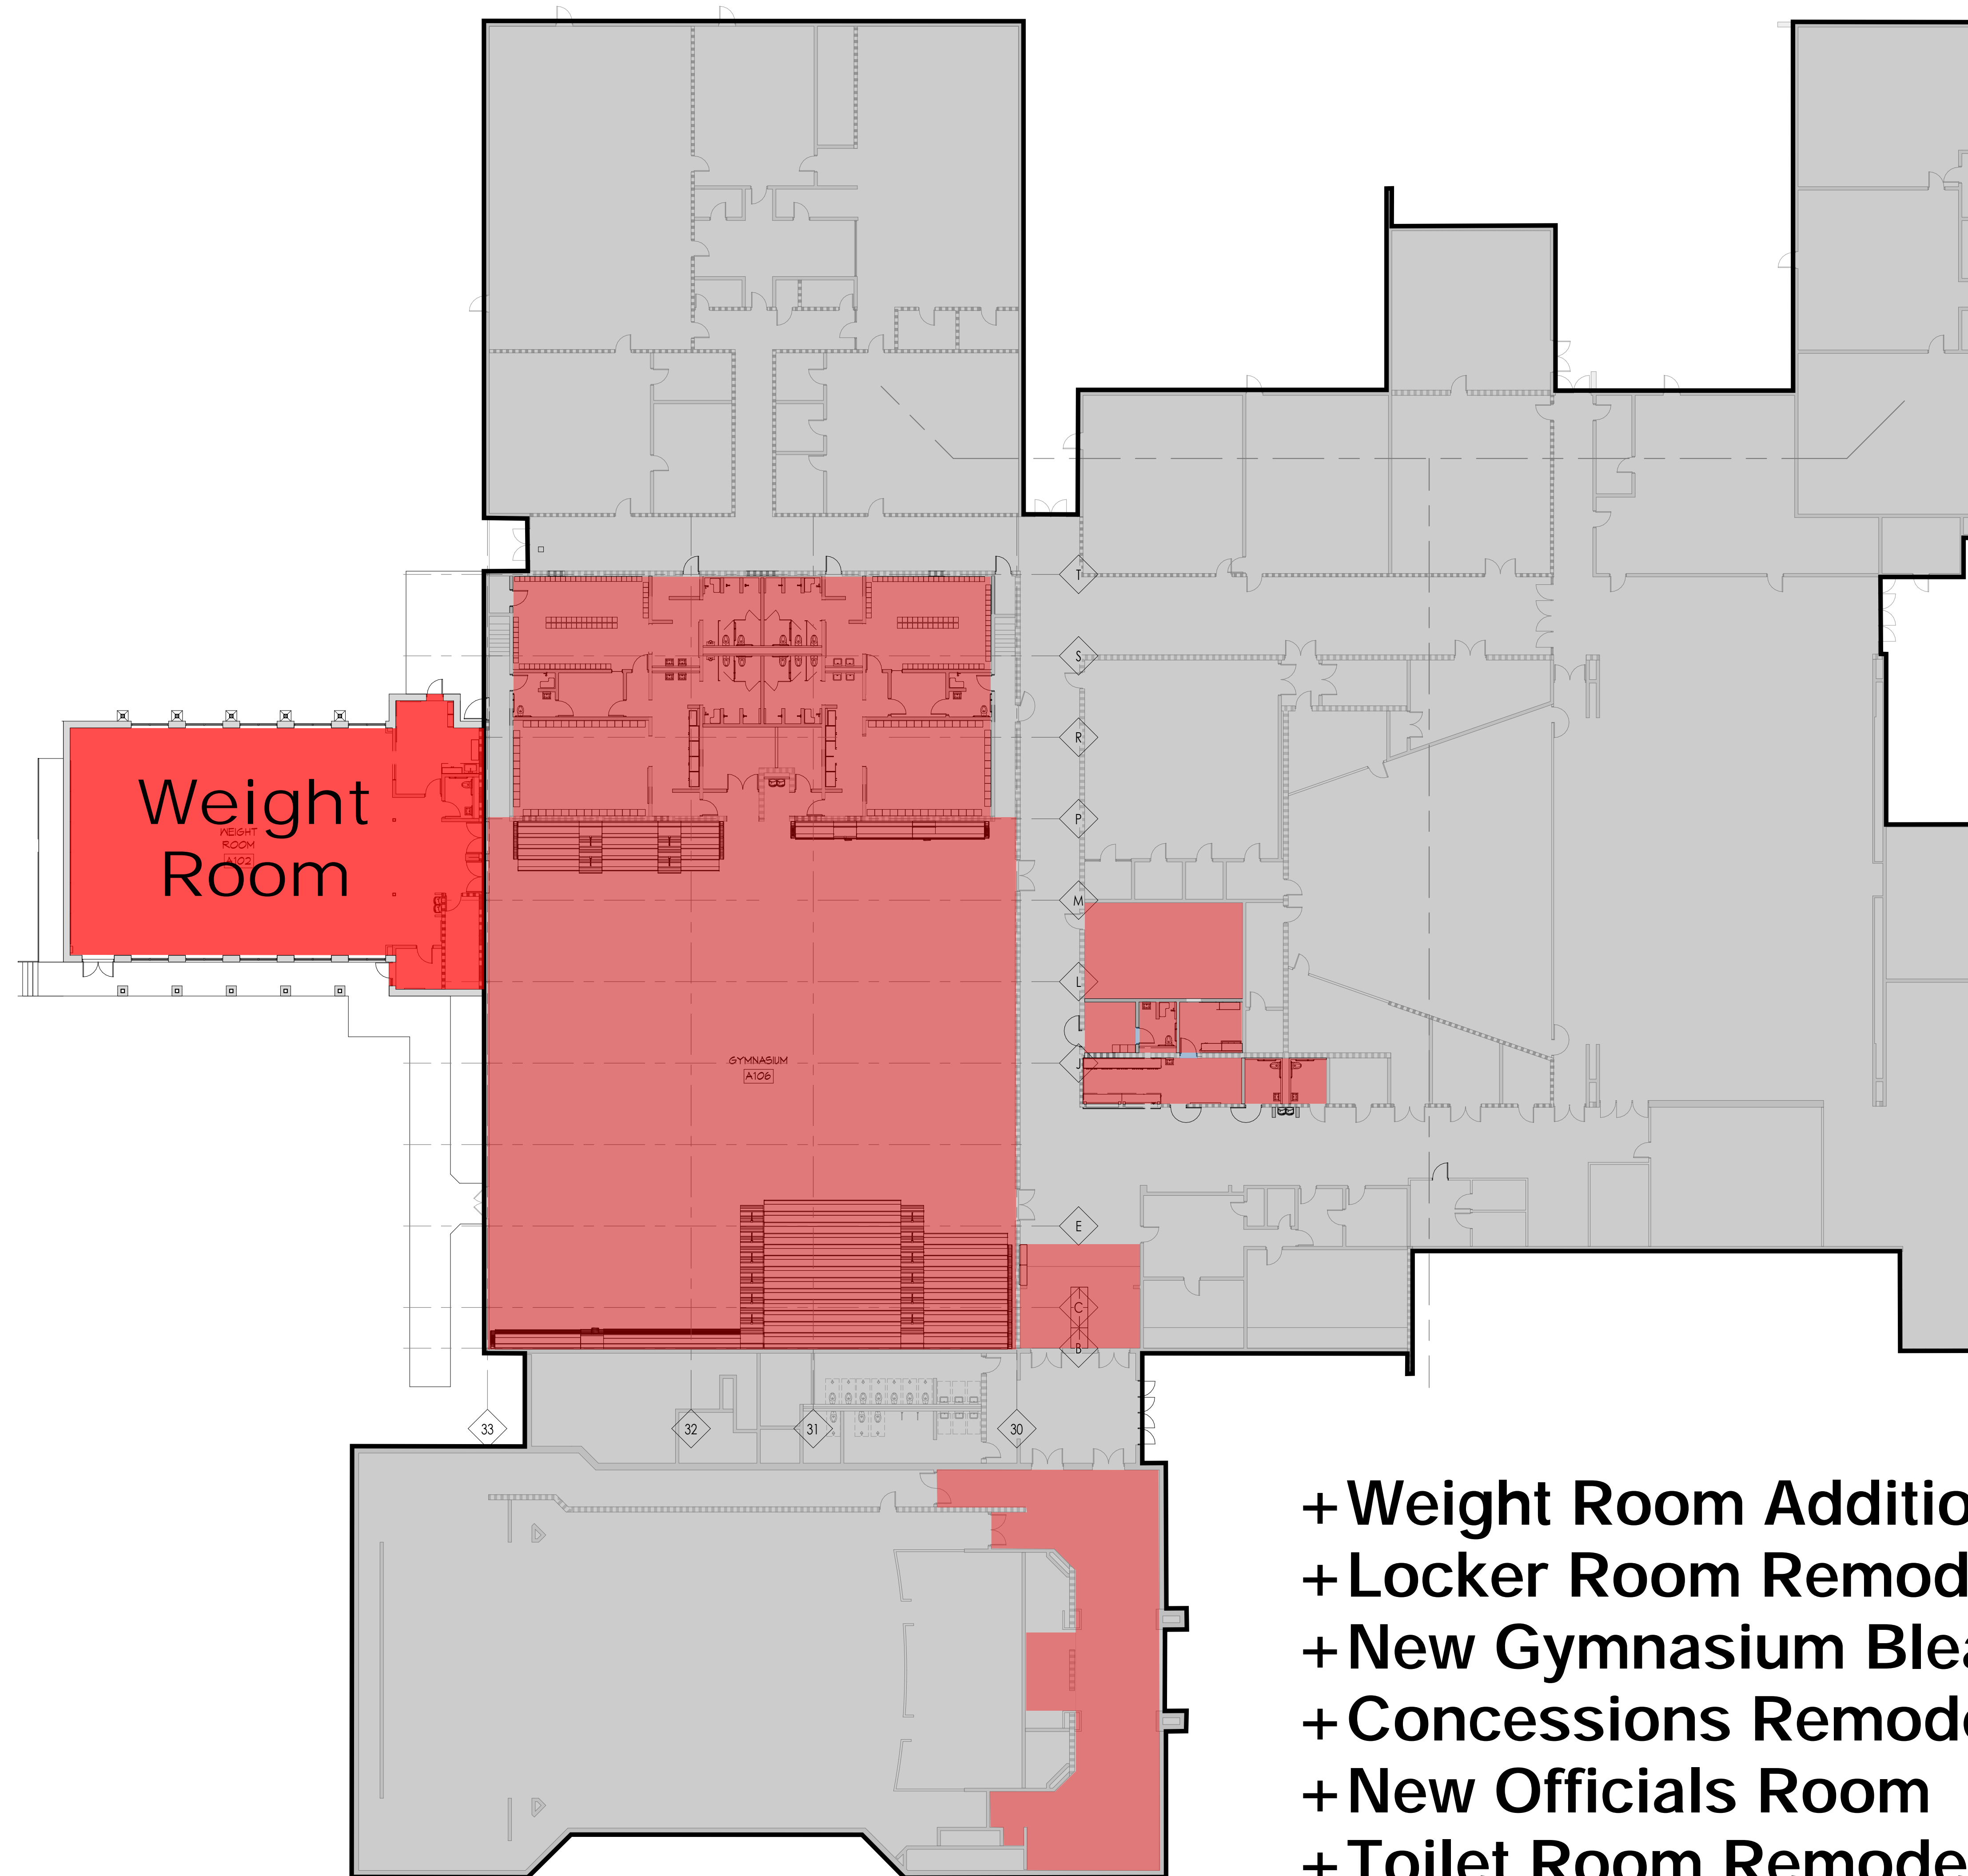 T
S
R
P
M
L
J
E
C
B
Weight
Room
WEIGHT
ROOM
A102
GYMNASIUM
A106
33
32
31
30
+Weight Room Additio
+Locker Room Remod
+New Gymnasium Blea
+Concessions Remode
+New Officials Room
+Toilet Room Remode